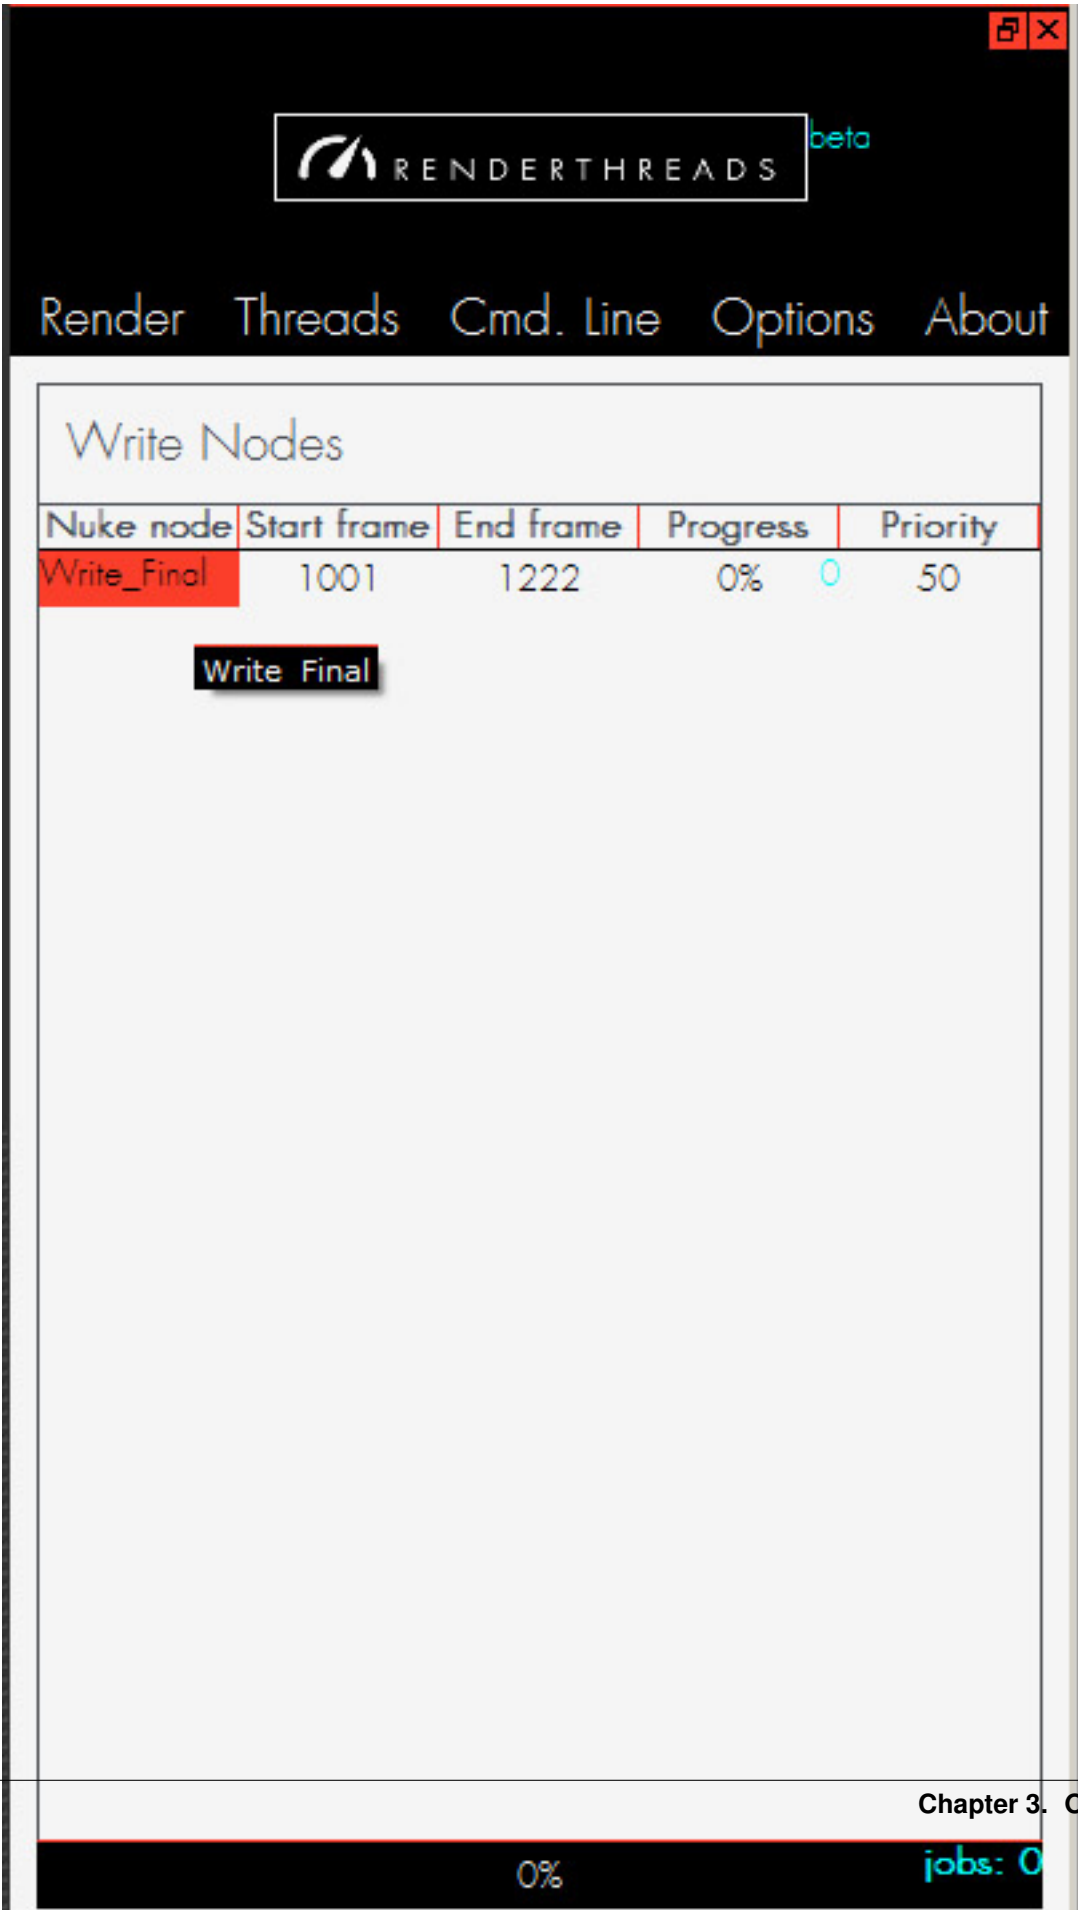 RENDERTHREADS beta
Render Threads Cmd. Line Options About
Write Nodes
Nuke node Start frame End frame Progress Priority
Write_Final 1001 1222 0% 0 50
Write Final
Chapter 3.
jobs: 0
0%